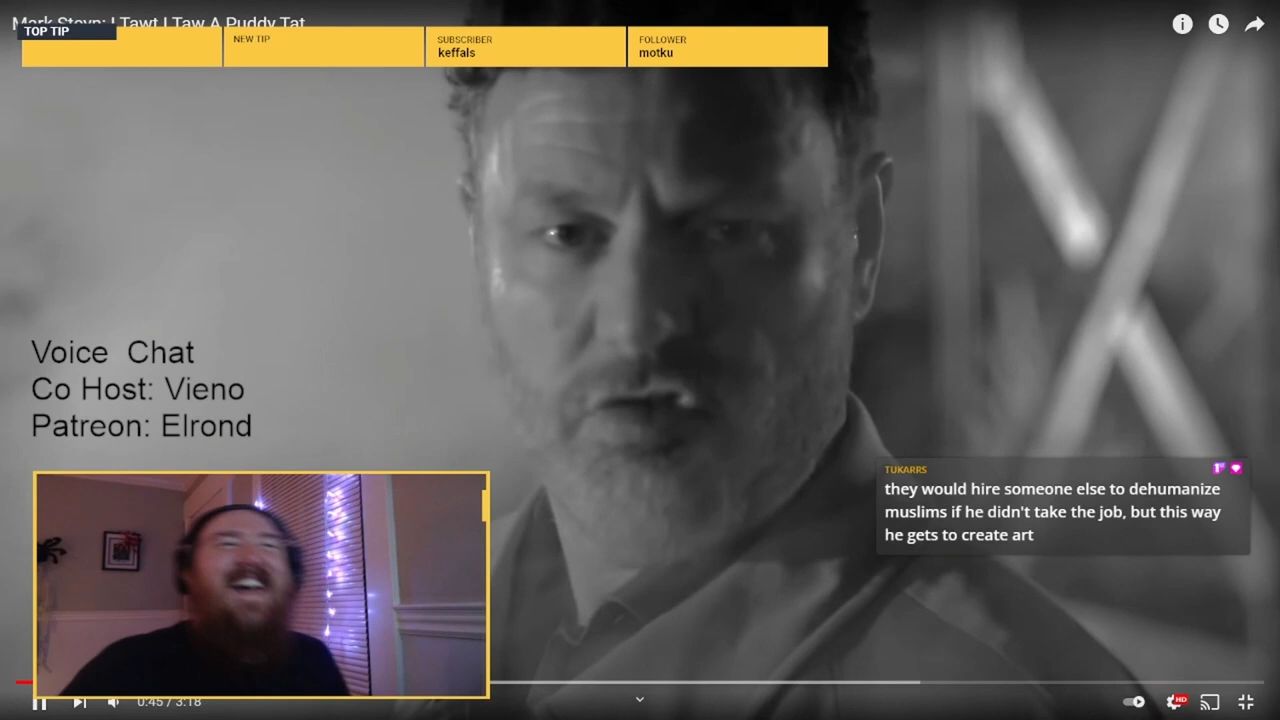 Mark Steyn: I Tawt I Taw A Puddy Tat
TOP TIP
NEW TIP
SUBSCRIBER
keffals
FOLLOWER
motku
Voice Chat
Co Host: Vieno
Patreon: Elrond
TUKARRS
they would hire someone else to dehumanize
muslims if he didn't take the job, but this way
he gets to create art
0:45 / 3:18
HD